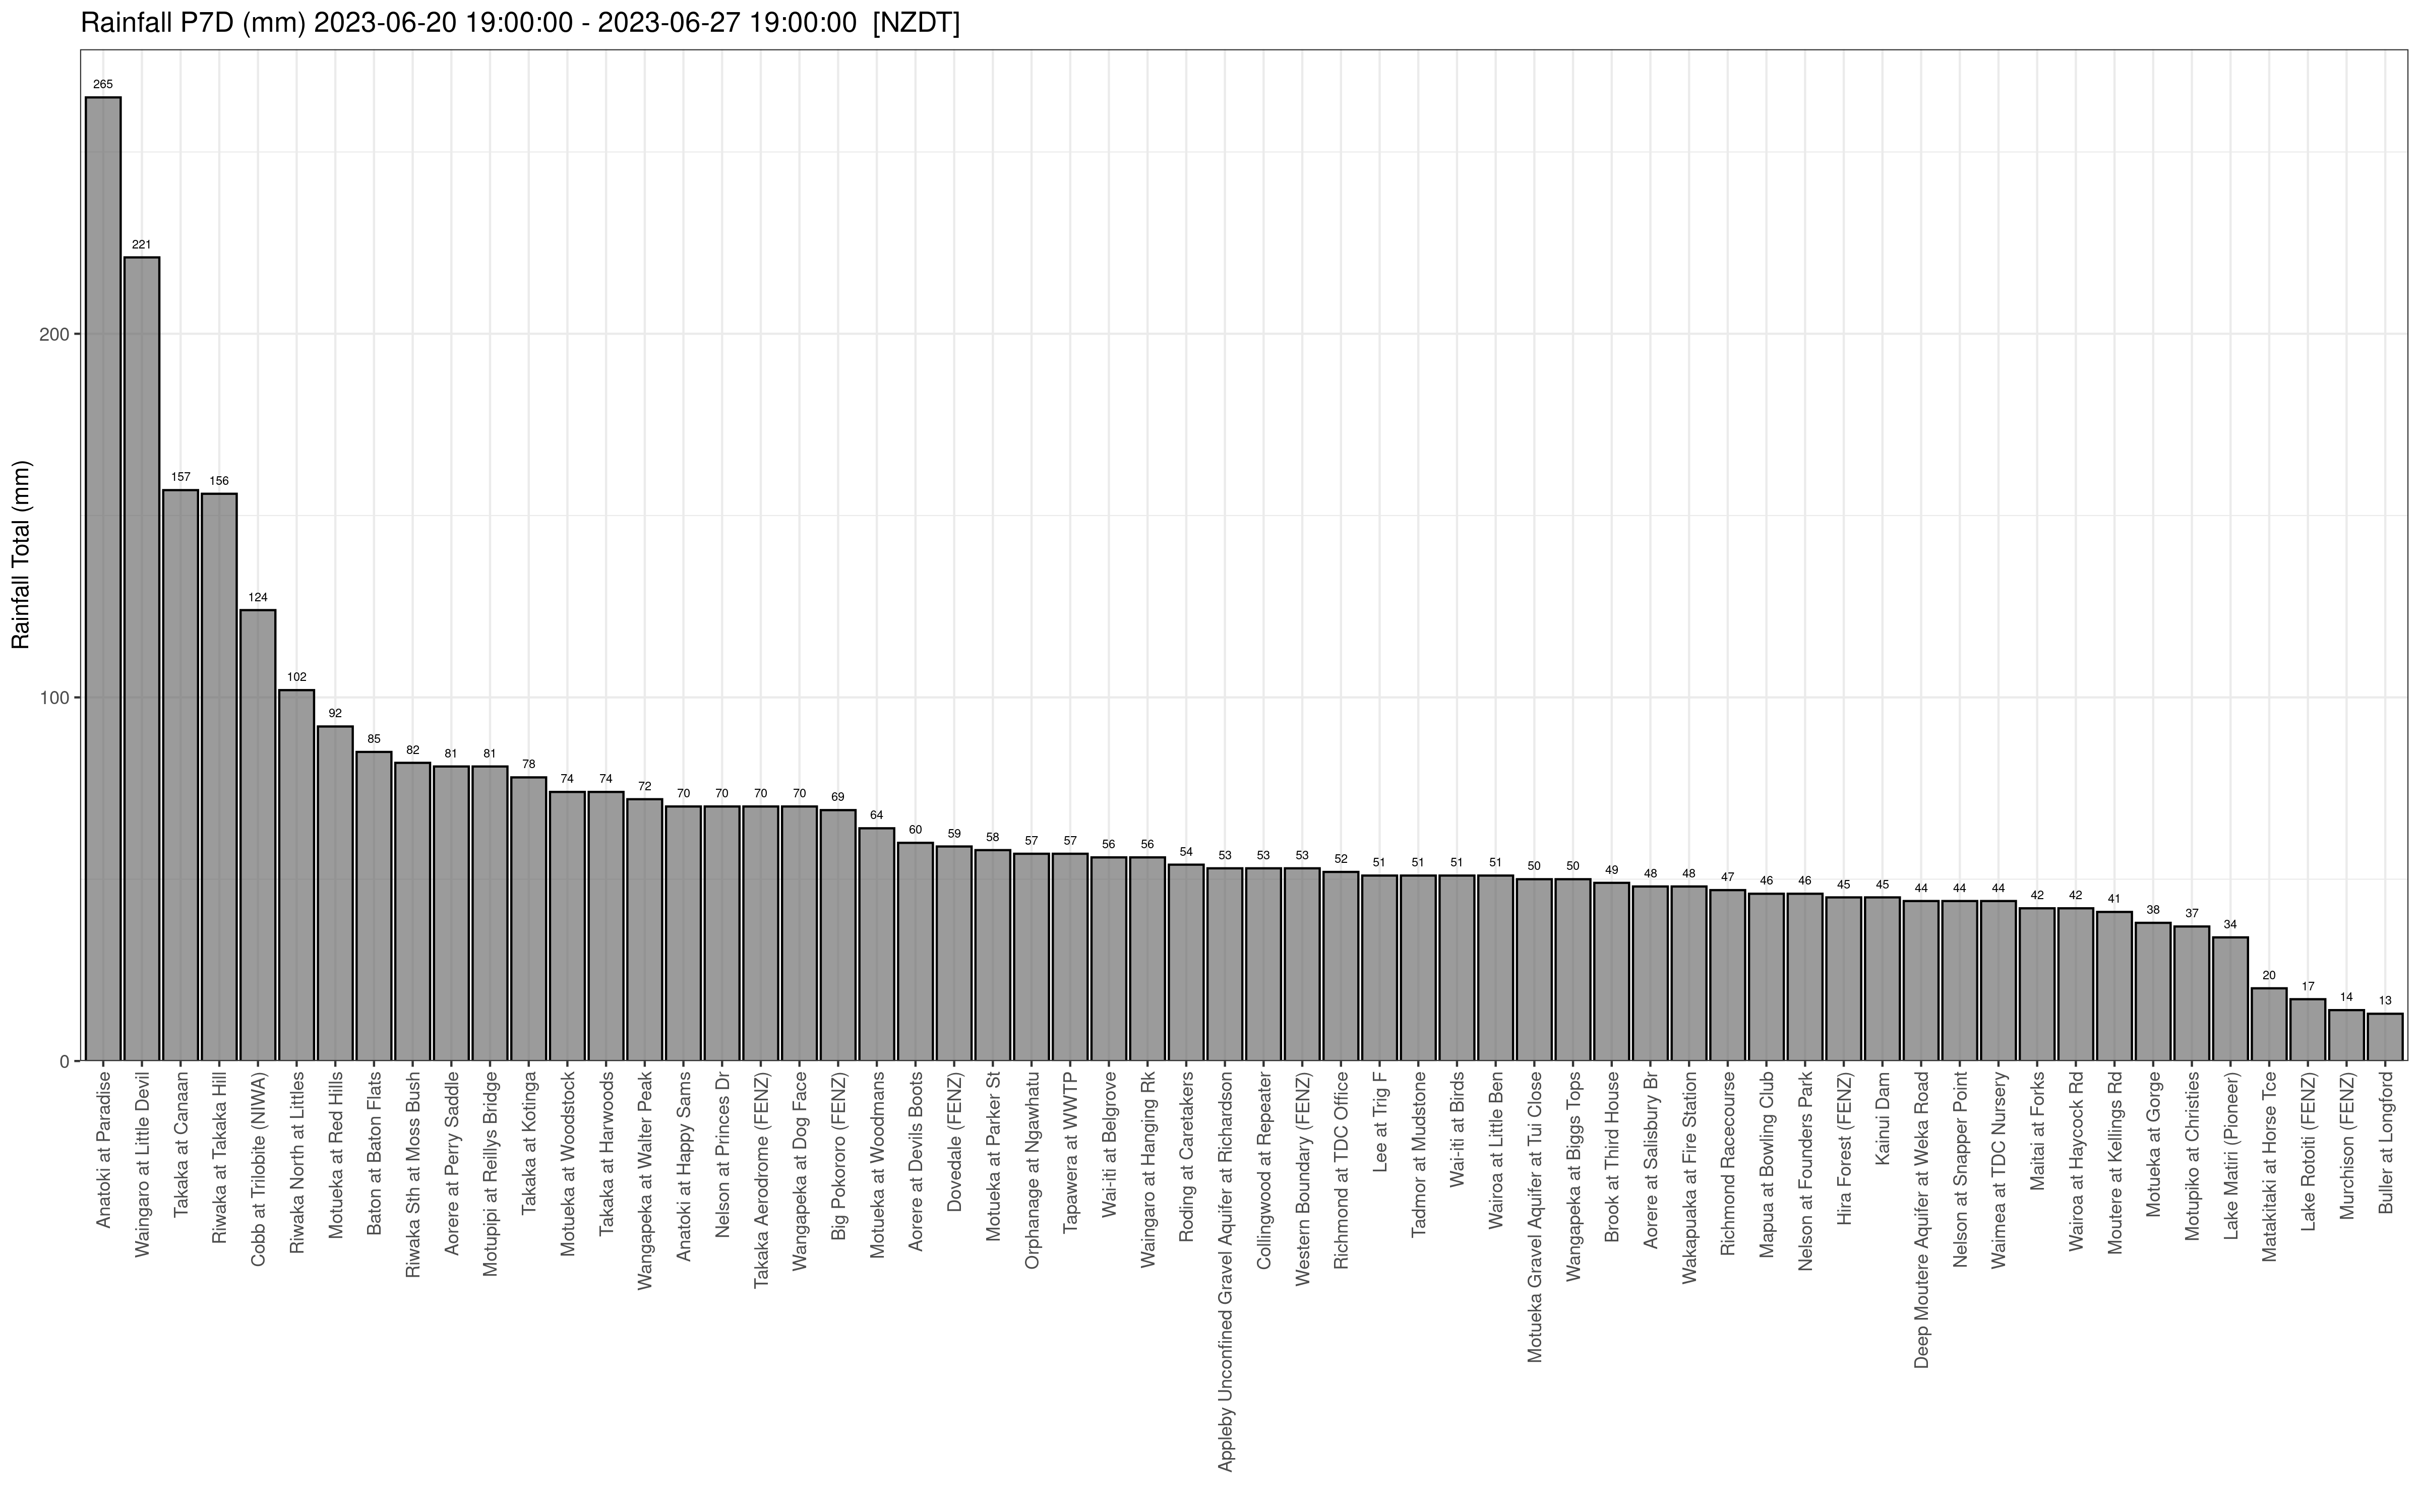 Rainfall P7D (mm) 2023-06-20 19:00:00 - 2023-06-27 19:00:00 [NZDT]
Rainfall Total (mm)
200
100
0
265
221
157
156
124
102
92
85
82
81
81
78
74
74
72
70
70
70
70
69
64
60
59
58
57
57
56
56
54
53
53
53
52
51
51
51
51
50
50
49
48
48
47
46
46
45
45
44
44
44
42
42
41
38
37
34
20
17
14
13
Anatoki at Paradise
Waingaro at Little Devil
Takaka at Canaan
Riwaka at Takaka Hill
Cobb at Trilobite (NIWA)
Riwaka North at Littles
Motueka at Red Hills
Baton at Baton Flats
Riwaka Sth at Moss Bush
Aorere at Perry Saddle
Motupipi at Reillys Bridge
Takaka at Kotinga
Motueka at Woodstock
Takaka at Harwoods
Wangapeka at Walter Peak
Anatoki at Happy Sams
Nelson at Princes Dr
Takaka Aerodrome (FENZ)
Wangapeka at Dog Face
Big Pokororo (FENZ)
Motueka at Woodmans
Aorere at Devils Boots
Dovedale (FENZ)
Motueka at Parker St
Orphanage at Ngawhatu
Tapawera at WWTP
Wai-iti at Belgrove
Waingaro at Hanging Rk
Roding at Caretakers
Appleby Unconfined Gravel Aquifer at Richardson
Collingwood at Repeater
Western Boundary (FENZ)
Richmond at TDC Office
Lee at Trig F
Tadmor at Mudstone
Wai-iti at Birds
Wairoa at Little Ben
Motueka Gravel Aquifer at Tui Close
Wangapeka at Biggs Tops
Brook at Third House
Aorere at Salisbury Br
Wakapuaka at Fire Station
Richmond Racecourse
Mapua at Bowling Club
Nelson at Founders Park
Hira Forest (FENZ)
Kainui Dam
Deep Moutere Aquifer at Weka Road
Nelson at Snapper Point
Waimea at TDC Nursery
Maitai at Forks
Wairoa at Haycock Rd
Moutere at Kellings Rd
Motueka at Gorge
Motupiko at Christies
Lake Matiri (Pioneer)
Matakitaki at Horse Tce
Lake Rotoiti (FENZ)
Murchison (FENZ)
Buller at Longford